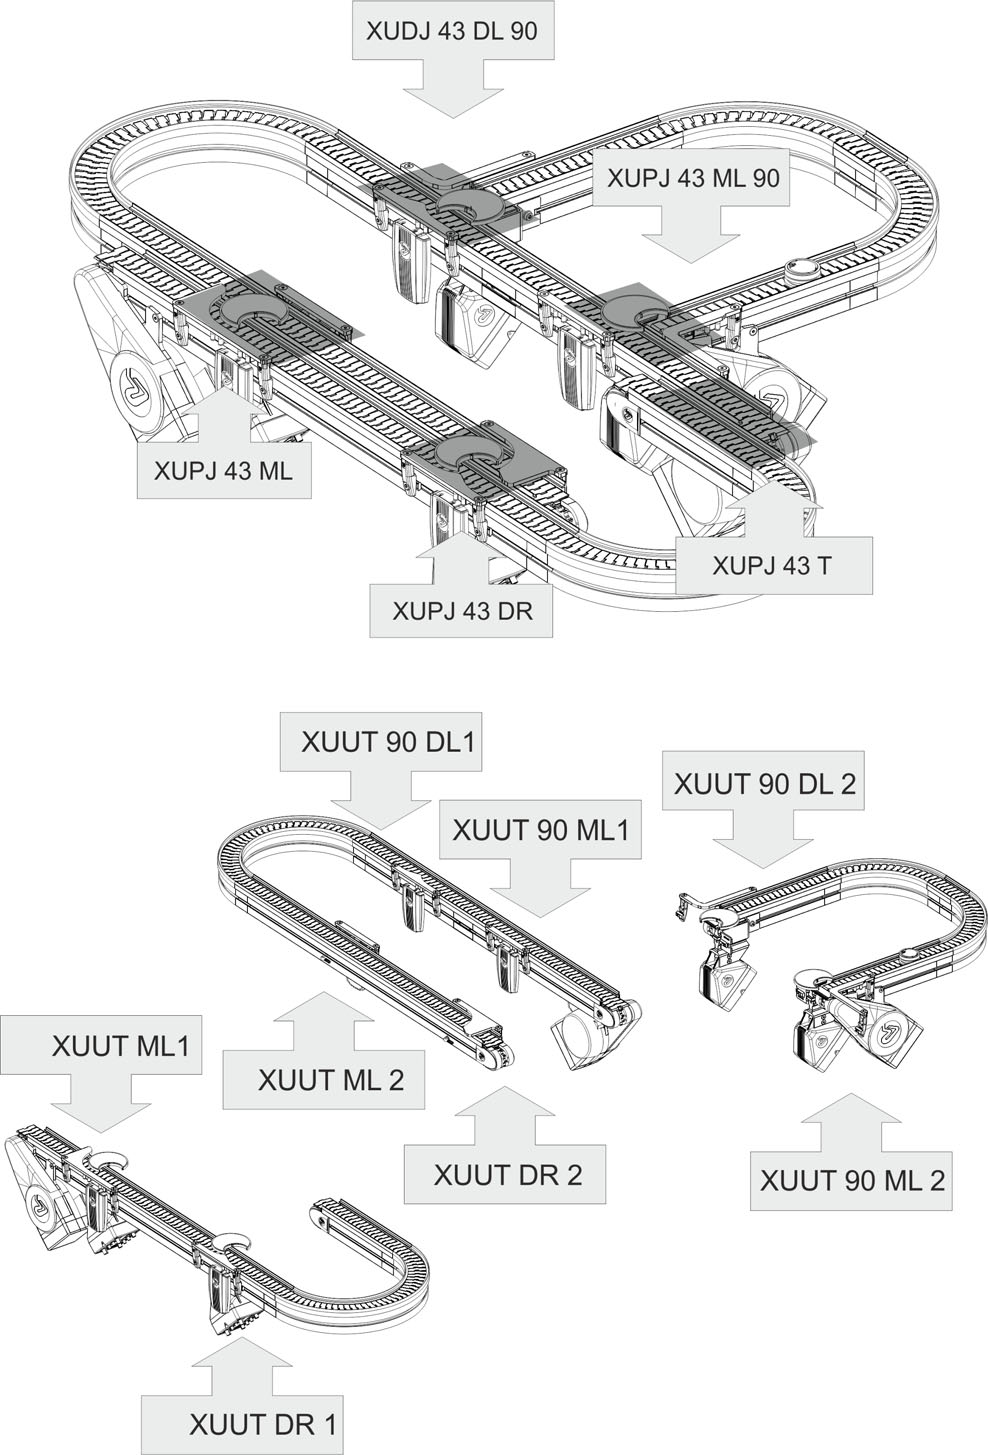 XUDJ 43 DL 90
XUPJ 43 ML 90
XUPJ 43 ML
XUPJ 43 T
XUPJ 43 DR
XUUT 90 DL1
XUUT 90 DL 2
XUUT 90 ML1
XUUT ML1
XUUT ML 2
XUUT DR 2
XUUT 90 ML 2
XUUT DR 1